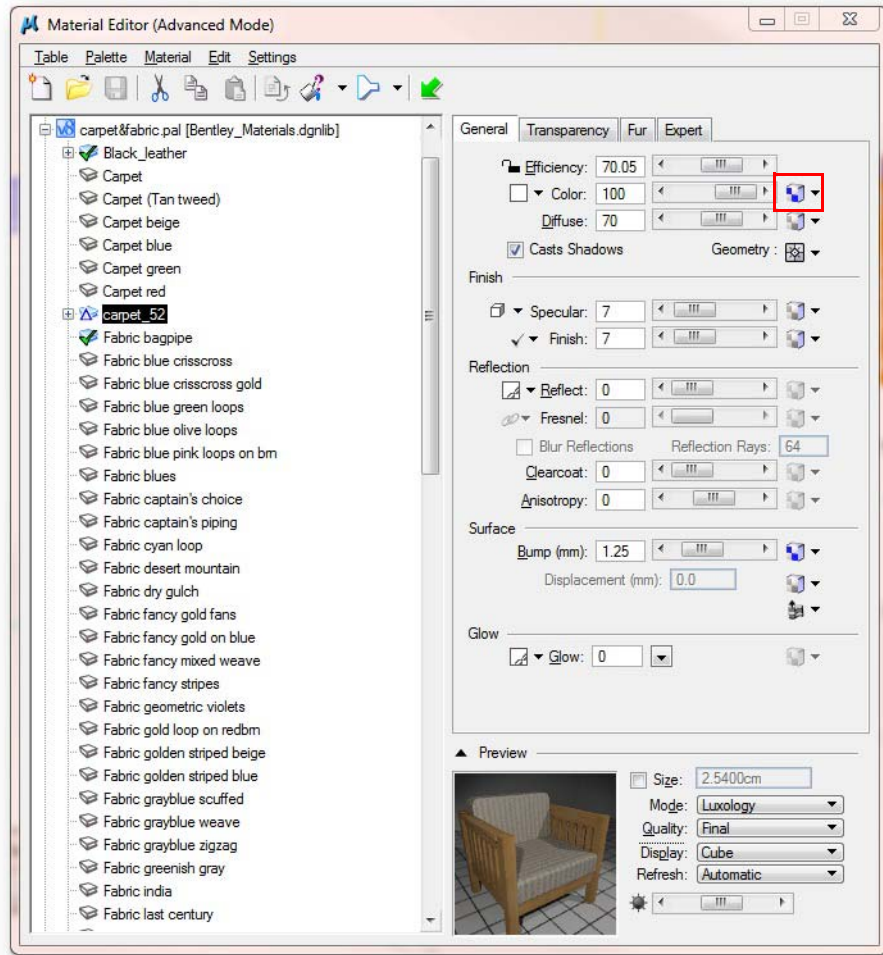 Material Editor (Advanced Mode)
Table Palette Material Edit Settings
carpet&fabric.pal [Bentley_Materials.dgnlib]
Black_leather
Carpet
Carpet (Tan tweed)
Carpet beige
Carpet blue
Carpet green
Carpet red
carpet_52
Fabric bagpipe
Fabric blue crisscross
Fabric blue crisscross gold
Fabric blue green loops
Fabric blue olive loops
Fabric blue pink loops on brn
Fabric blues
Fabric captain's choice
Fabric captain's piping
Fabric cyan loop
Fabric desert mountain
Fabric dry gulch
Fabric fancy gold fans
Fabric fancy gold on blue
Fabric fancy mixed weave
Fabric fancy stripes
Fabric geometric violets
Fabric gold loop on redbrn
Fabric golden striped beige
Fabric golden striped blue
Fabric grayblue scuffed
Fabric grayblue weave
Fabric grayblue zigzag
Fabric greenish gray
Fabric india
Fabric last century
General Transparency Fur Expert
Efficiency: 70.05
Color: 100
Diffuse: 70
Casts Shadows Geometry :
Finish
Specular: 7
Finish: 7
Reflection
Reflect: 0
Fresnel: 0
Blur Reflections Reflection Rays: 64
Clearcoat: 0
Anisotropy: 0
Surface
Bump (mm): 1.25
Displacement (mm): 0.0
Glow
Glow: 0
Preview
Size: 2.5400cm
Mode: Luxology
Quality: Final
Display: Cube
Refresh: Automatic